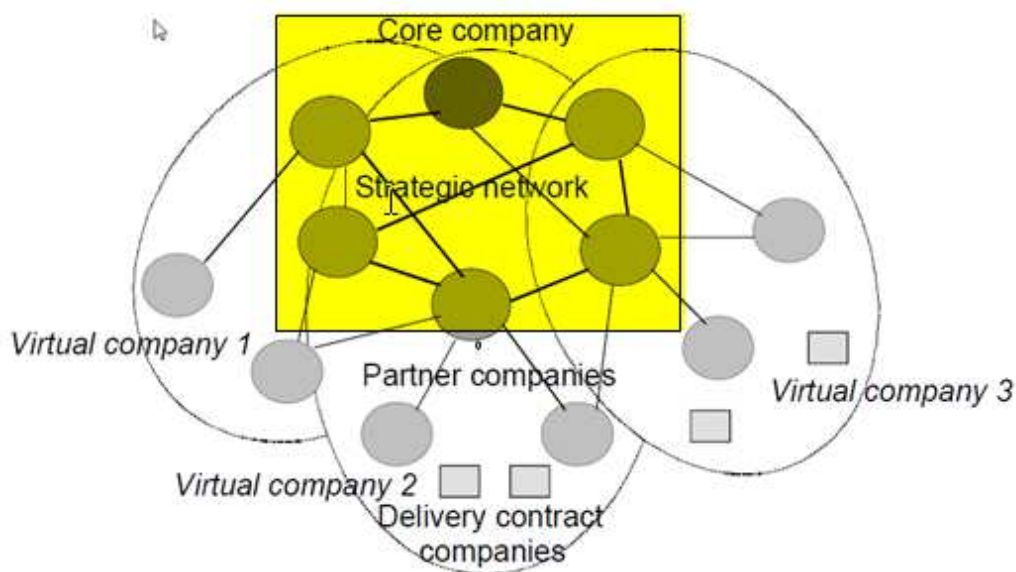 Core company
Strategic network
Virtual company 1
Partner companies
Virtual company 3
Virtual company 2
Delivery contract
companies